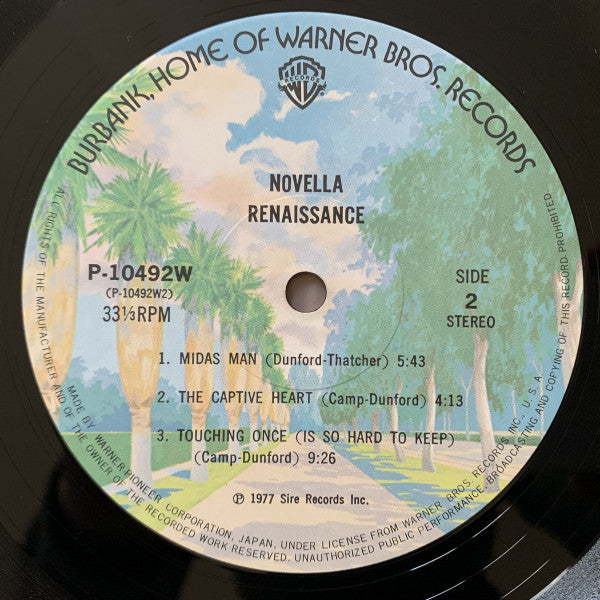 BURBANK, HOME OF WARNER BROS. RECORDS
WB
RECORDS
NOVELLA
RENAISSANCE
P-10492W
(P-10492W2)
33⅓RPM
SIDE
2
STEREO
1. MIDAS MAN (Dunford-Thatcher) 5:43
2. THE CAPTIVE HEART (Camp-Dunford) 4:13
3. TOUCHING ONCE (IS SO HARD TO KEEP)
(Camp-Dunford) 9:26
℗ 1977 Sire Records Inc.
MADE BY WARNER-PIONEER CORPORATION, JAPAN, UNDER LICENSE FROM WARNER BROS. RECORDS INC., U.S.A.
ALL RIGHTS OF THE MANUFACTURER AND OF THE OWNER OF THE RECORDED WORK RESERVED. UNAUTHORIZED PUBLIC PERFORMANCE, BROADCASTING AND COPYING OF THIS RECORD PROHIBITED